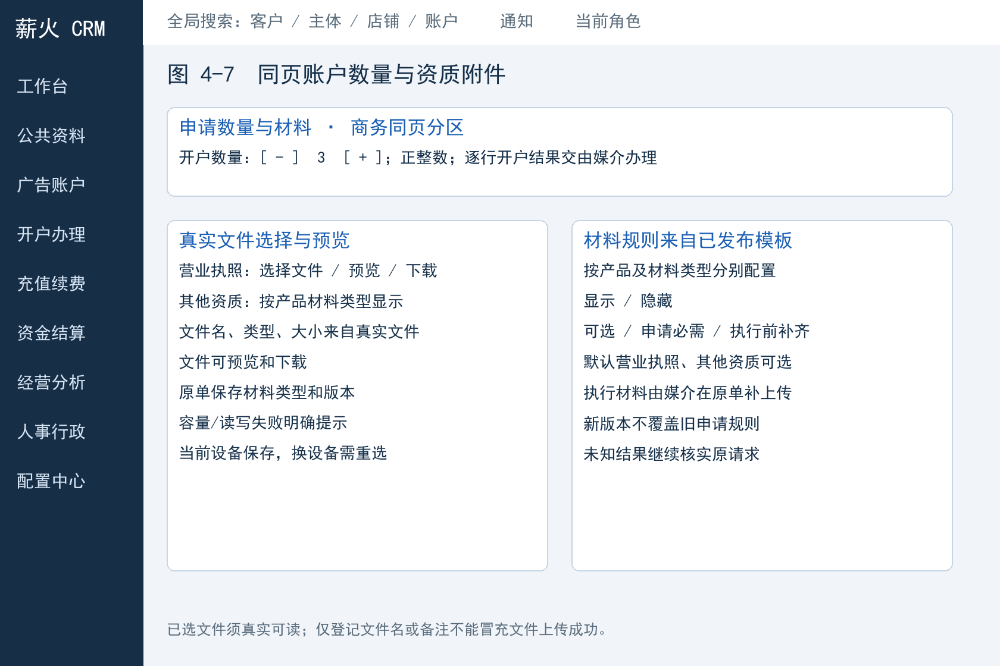 薪火 CRM
工作台
公共资料
广告账户
开户办理
充值续费
资金结算
经营分析
人事行政
配置中心
全局搜索：客户 / 主体 / 店铺 / 账户 通知 当前角色
图 4-7 同页账户数量与资质附件
申请数量与材料 · 商务同页分区
开户数量：[ - ] 3 [ + ]；正整数；逐行开户结果交由媒介办理
真实文件选择与预览
营业执照：选择文件 / 预览 / 下载
其他资质：按产品材料类型显示
文件名、类型、大小来自真实文件
文件可预览和下载
原单保存材料类型和版本
容量/读写失败明确提示
当前设备保存，换设备需重选
材料规则来自已发布模板
按产品及材料类型分别配置
显示 / 隐藏
可选 / 申请必需 / 执行前补齐
默认营业执照、其他资质可选
执行材料由媒介在原单补上传
新版本不覆盖旧申请规则
未知结果继续核实原请求
已选文件须真实可读；仅登记文件名或备注不能冒充文件上传成功。